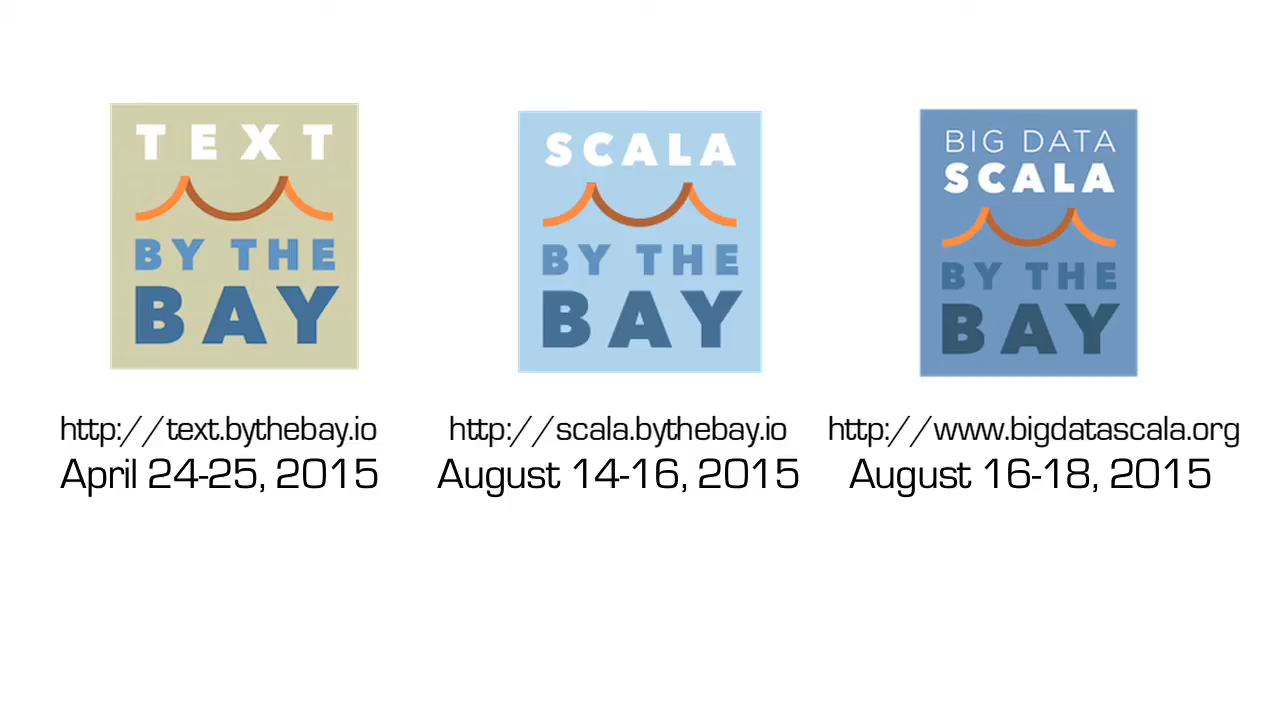 TEXT
BY THE
BAY
http://text.bythebay.io
April 24-25, 2015
SCALA
BY THE
BAY
http://scala.bythebay.io
August 14-16, 2015
BIG DATA
SCALA
BY THE
BAY
http://www.bigdatascala.org
August 16-18, 2015